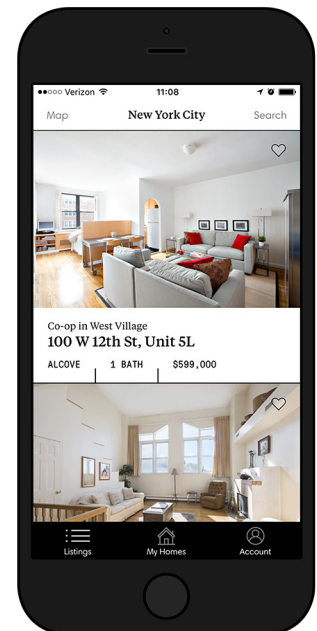 Verizon 11:08
Map New York City Search
Co-op in West Village
100 W 12th St, Unit 5L
ALCOVE 1 BATH $599,000
Listings My Homes Account